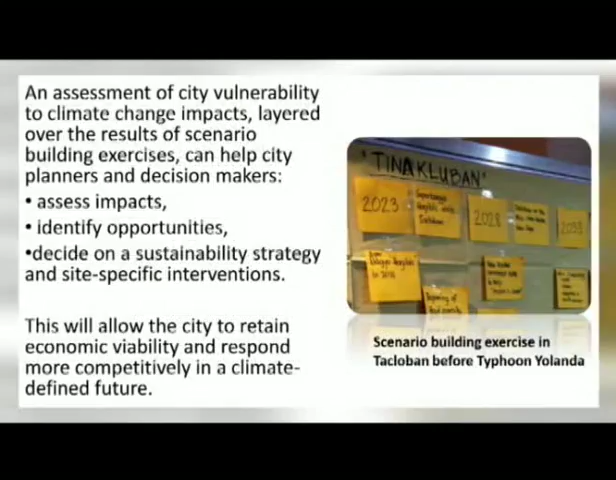 An assessment of city vulnerability
to climate change impacts, layered
over the results of scenario
building exercises, can help city
planners and decision makers:
• assess impacts,
• identify opportunities,
•decide on a sustainability strategy
and site-specific interventions.
This will allow the city to retain
economic viability and respond
more competitively in a climate-
defined future.
"TINAKLUBAN"
2023
2028
2033
Scenario building exercise in
Tacloban before Typhoon Yolanda